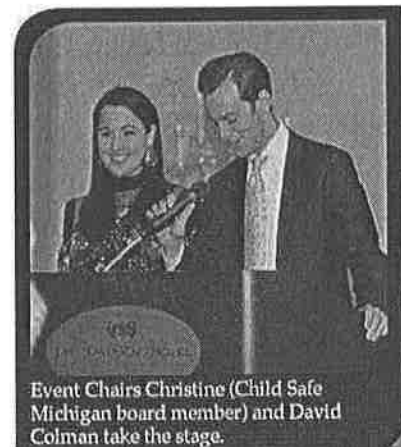 Event Chairs Christine (Child Safe
Michigan board member) and David
Colman take the stage.